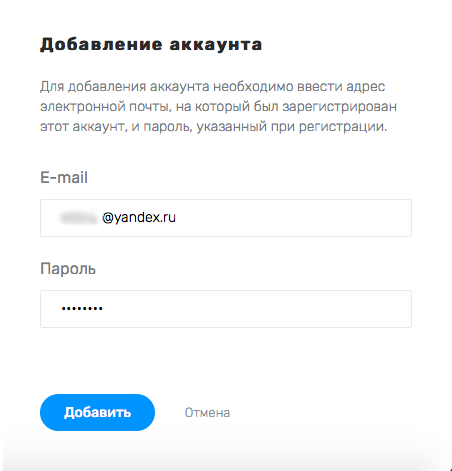 Добавление аккаунта
Для добавления аккаунта необходимо ввести адрес
электронной почты, на который был зарегистрирован
этот аккаунт, и пароль, указанный при регистрации.
E-mail
@yandex.ru
Пароль
••••••••
Добавить Отмена